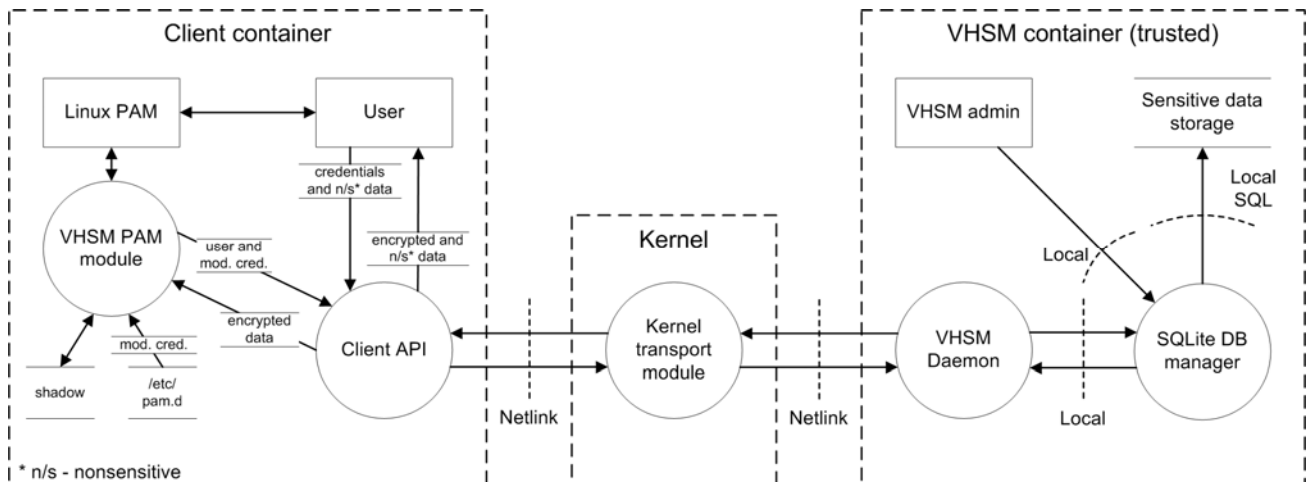 Client container
Linux PAM
User
credentials
and n/s* data
VHSM PAM
module
user and
mod. cred.
encrypted and
n/s* data
encrypted
data
Client API
mod. cred.
shadow
/etc/
pam.d
* n/s - nonsensitive
Netlink
Kernel
Kernel
transport
module
Netlink
VHSM container (trusted)
VHSM admin
Sensitive data
storage
Local
SQL
Local
VHSM
Daemon
SQLite DB
manager
Local